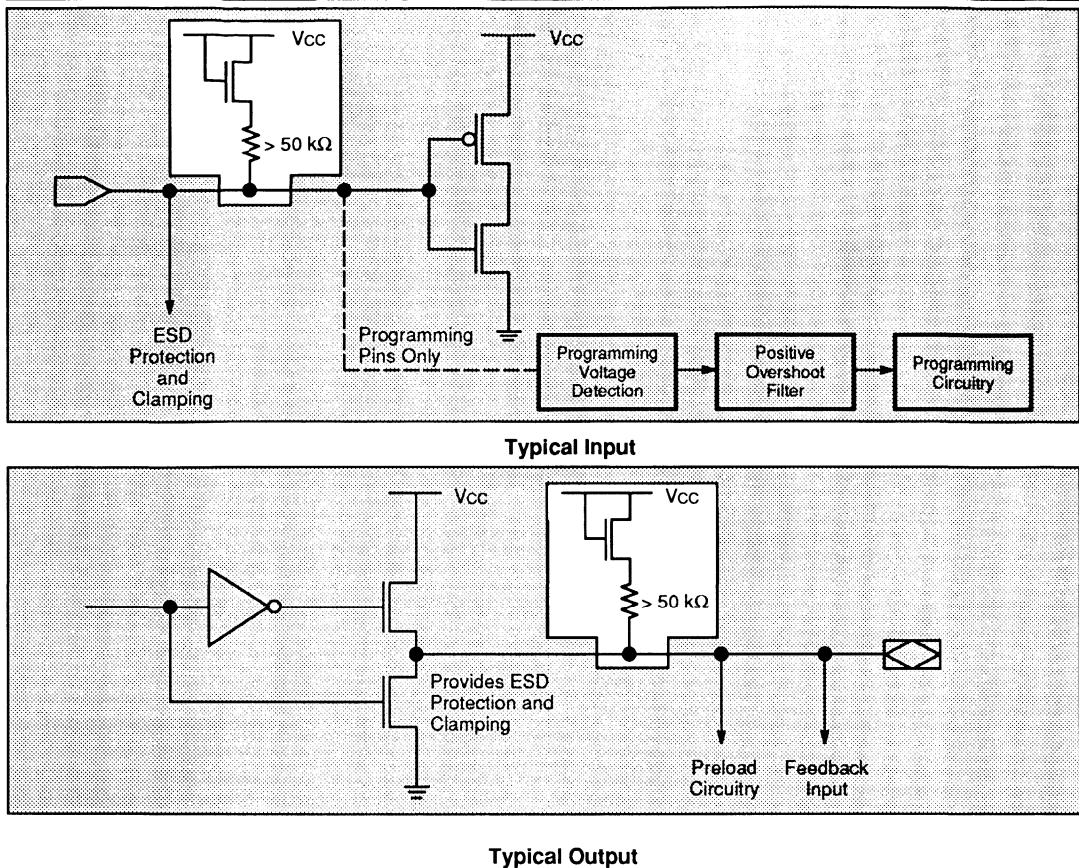 Vcc
Vcc
> 50 kΩ
ESD
Protection
and
Clamping
Programming
Pins Only
Programming
Voltage
Detection
Positive
Overshoot
Filter
Programming
Circuitry
Typical Input
Vcc
Vcc
> 50 kΩ
Provides ESD
Protection and
Clamping
Preload
Circuitry
Feedback
Input
Typical Output